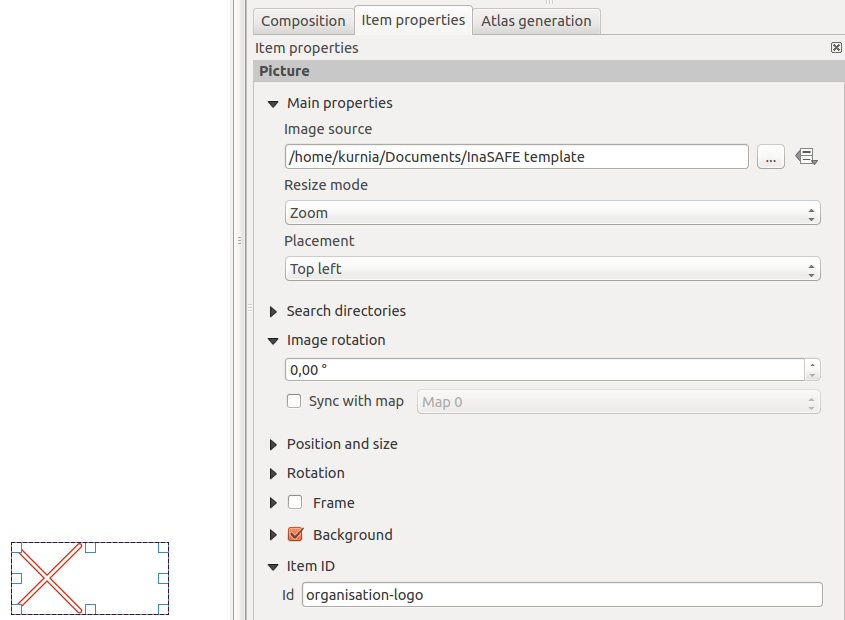 Composition Item properties Atlas generation
Item properties
Picture
Main properties
Image source
/home/kurnia/Documents/InaSAFE template ...
Resize mode
Zoom
Placement
Top left
Search directories
Image rotation
0,00 °
Sync with map Map 0
Position and size
Rotation
Frame
Background
Item ID
Id organisation-logo